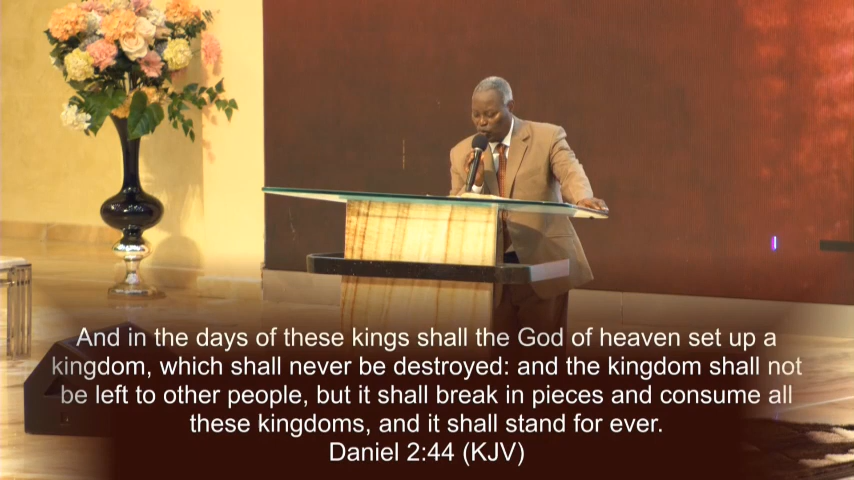 And in the days of these kings shall the God of heaven set up a
kingdom, which shall never be destroyed: and the kingdom shall not
be left to other people, but it shall break in pieces and consume all
these kingdoms, and it shall stand for ever.
Daniel 2:44 (KJV)